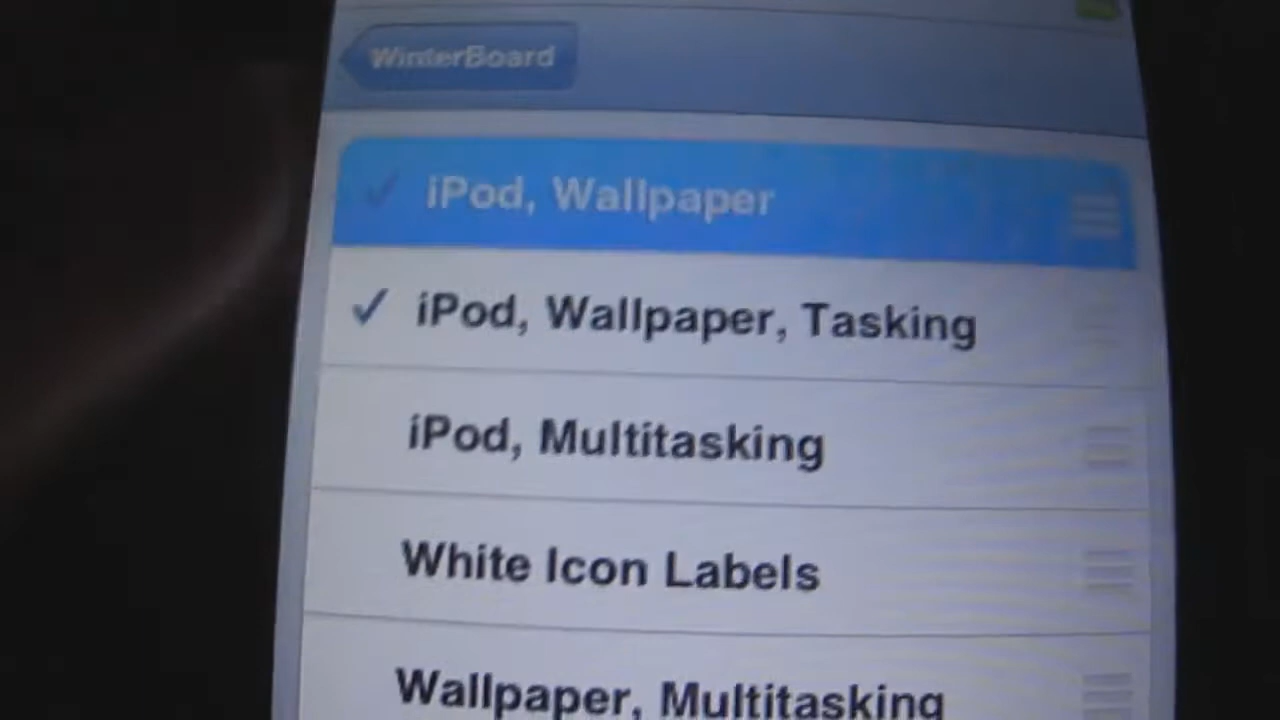 WinterBoard
iPod, Wallpaper
iPod, Wallpaper, Tasking
iPod, Multitasking
White Icon Labels
Wallpaper, Multitasking